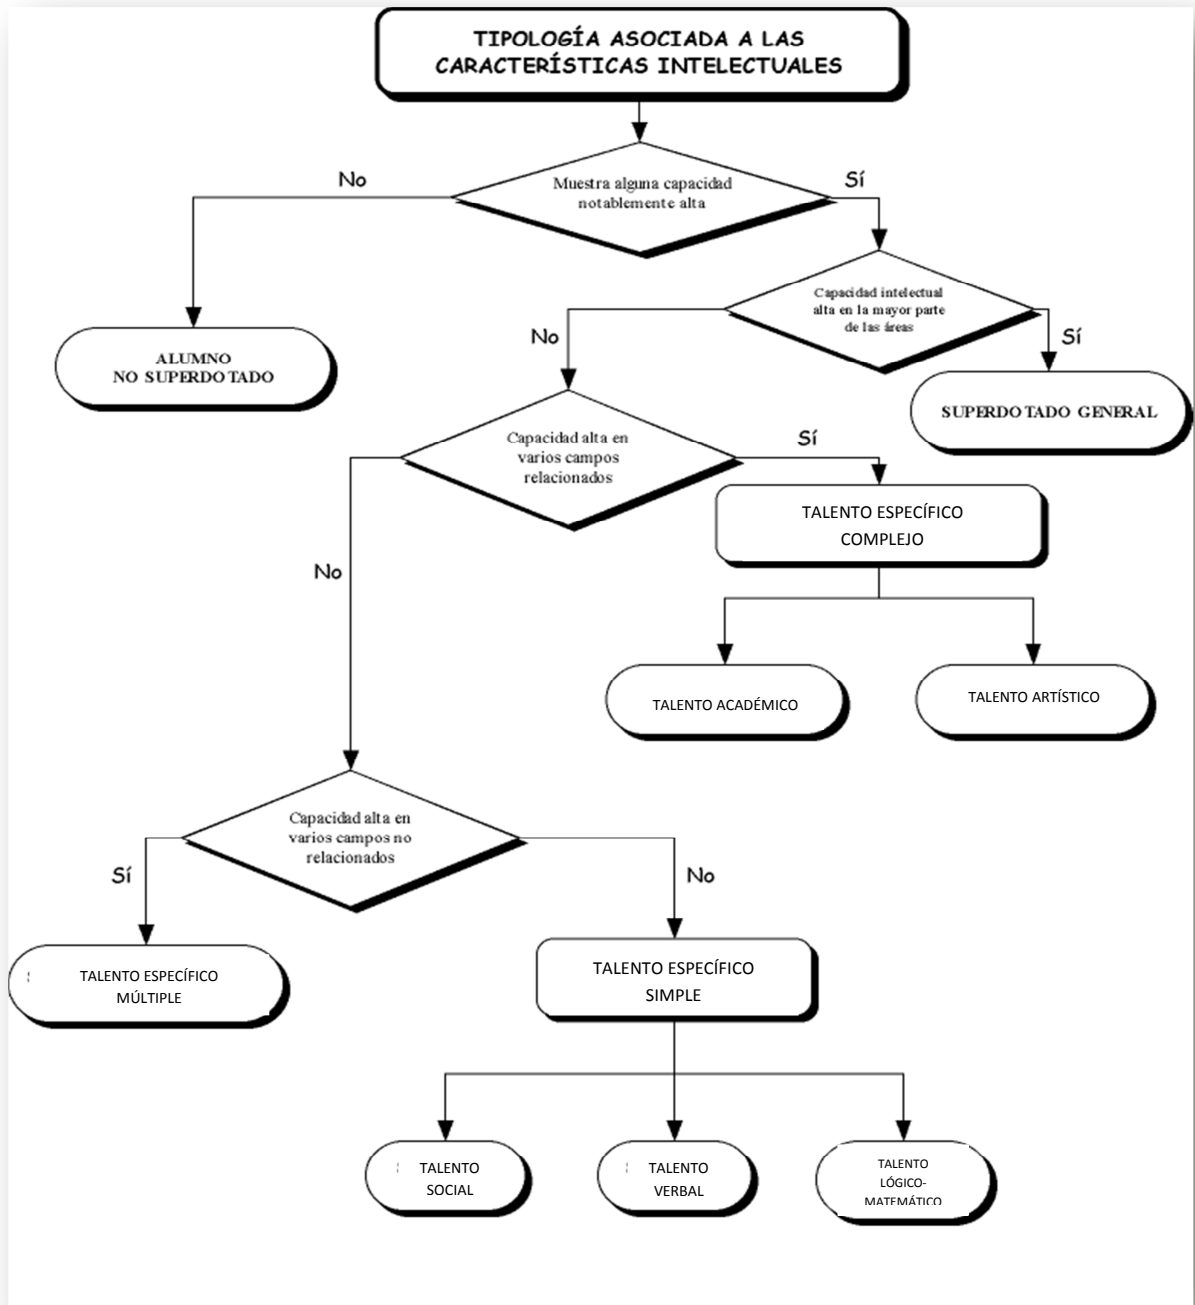 TIPOLOGÍA ASOCIADA A LAS
CARACTERÍSTICAS INTELECTUALES
No
Muestra alguna capacidad
notablemente alta
Sí
Capacidad intelectual
alta en la mayor parte
de las áreas
No
Sí
ALUMNO
NO SUPERDOTADO
SUPERDOTADO GENERAL
Capacidad alta en
varios campos
relacionados
Sí
TALENTO ESPECÍFICO
COMPLEJO
No
TALENTO ACADÉMICO
TALENTO ARTÍSTICO
Capacidad alta en
varios campos no
relacionados
Sí
No
TALENTO ESPECÍFICO
MÚLTIPLE
TALENTO ESPECÍFICO
SIMPLE
TALENTO
SOCIAL
TALENTO
VERBAL
TALENTO
LÓGICO-
MATEMÁTICO